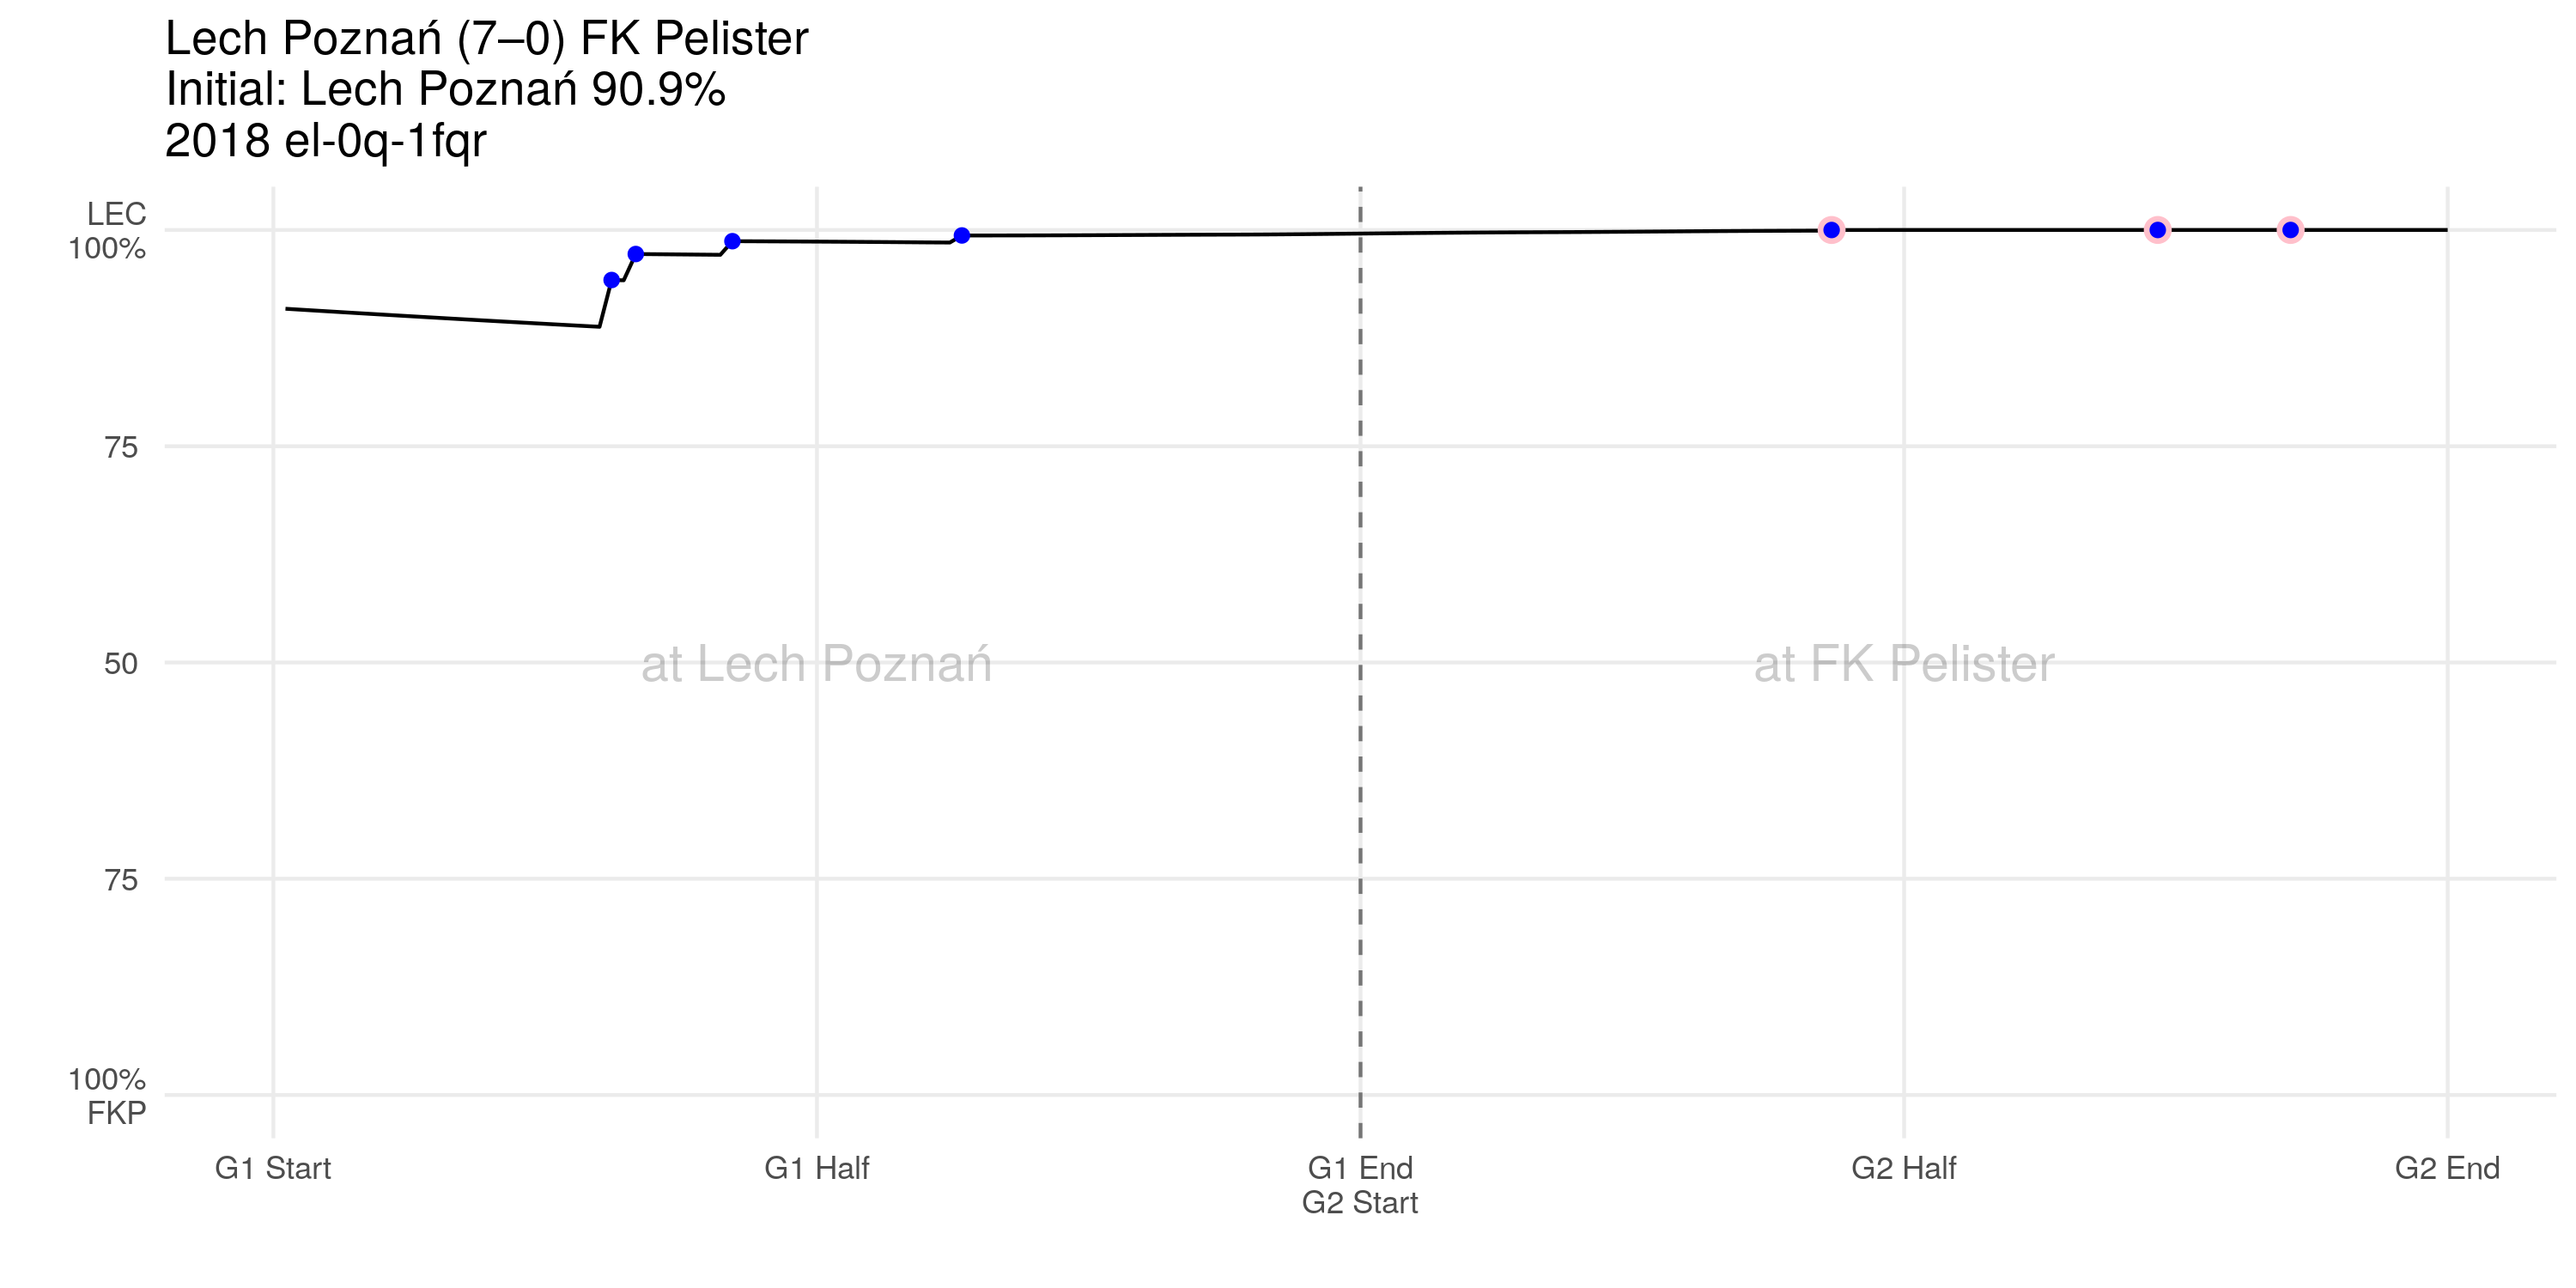 Lech Poznań (7–0) FK Pelister
Initial: Lech Poznań 90.9%
2018 el-0q-1fqr
LEC
100%
75
50
75
100%
FKP
at Lech Poznań
at FK Pelister
G1 Start
G1 Half
G1 End
G2 Start
G2 Half
G2 End